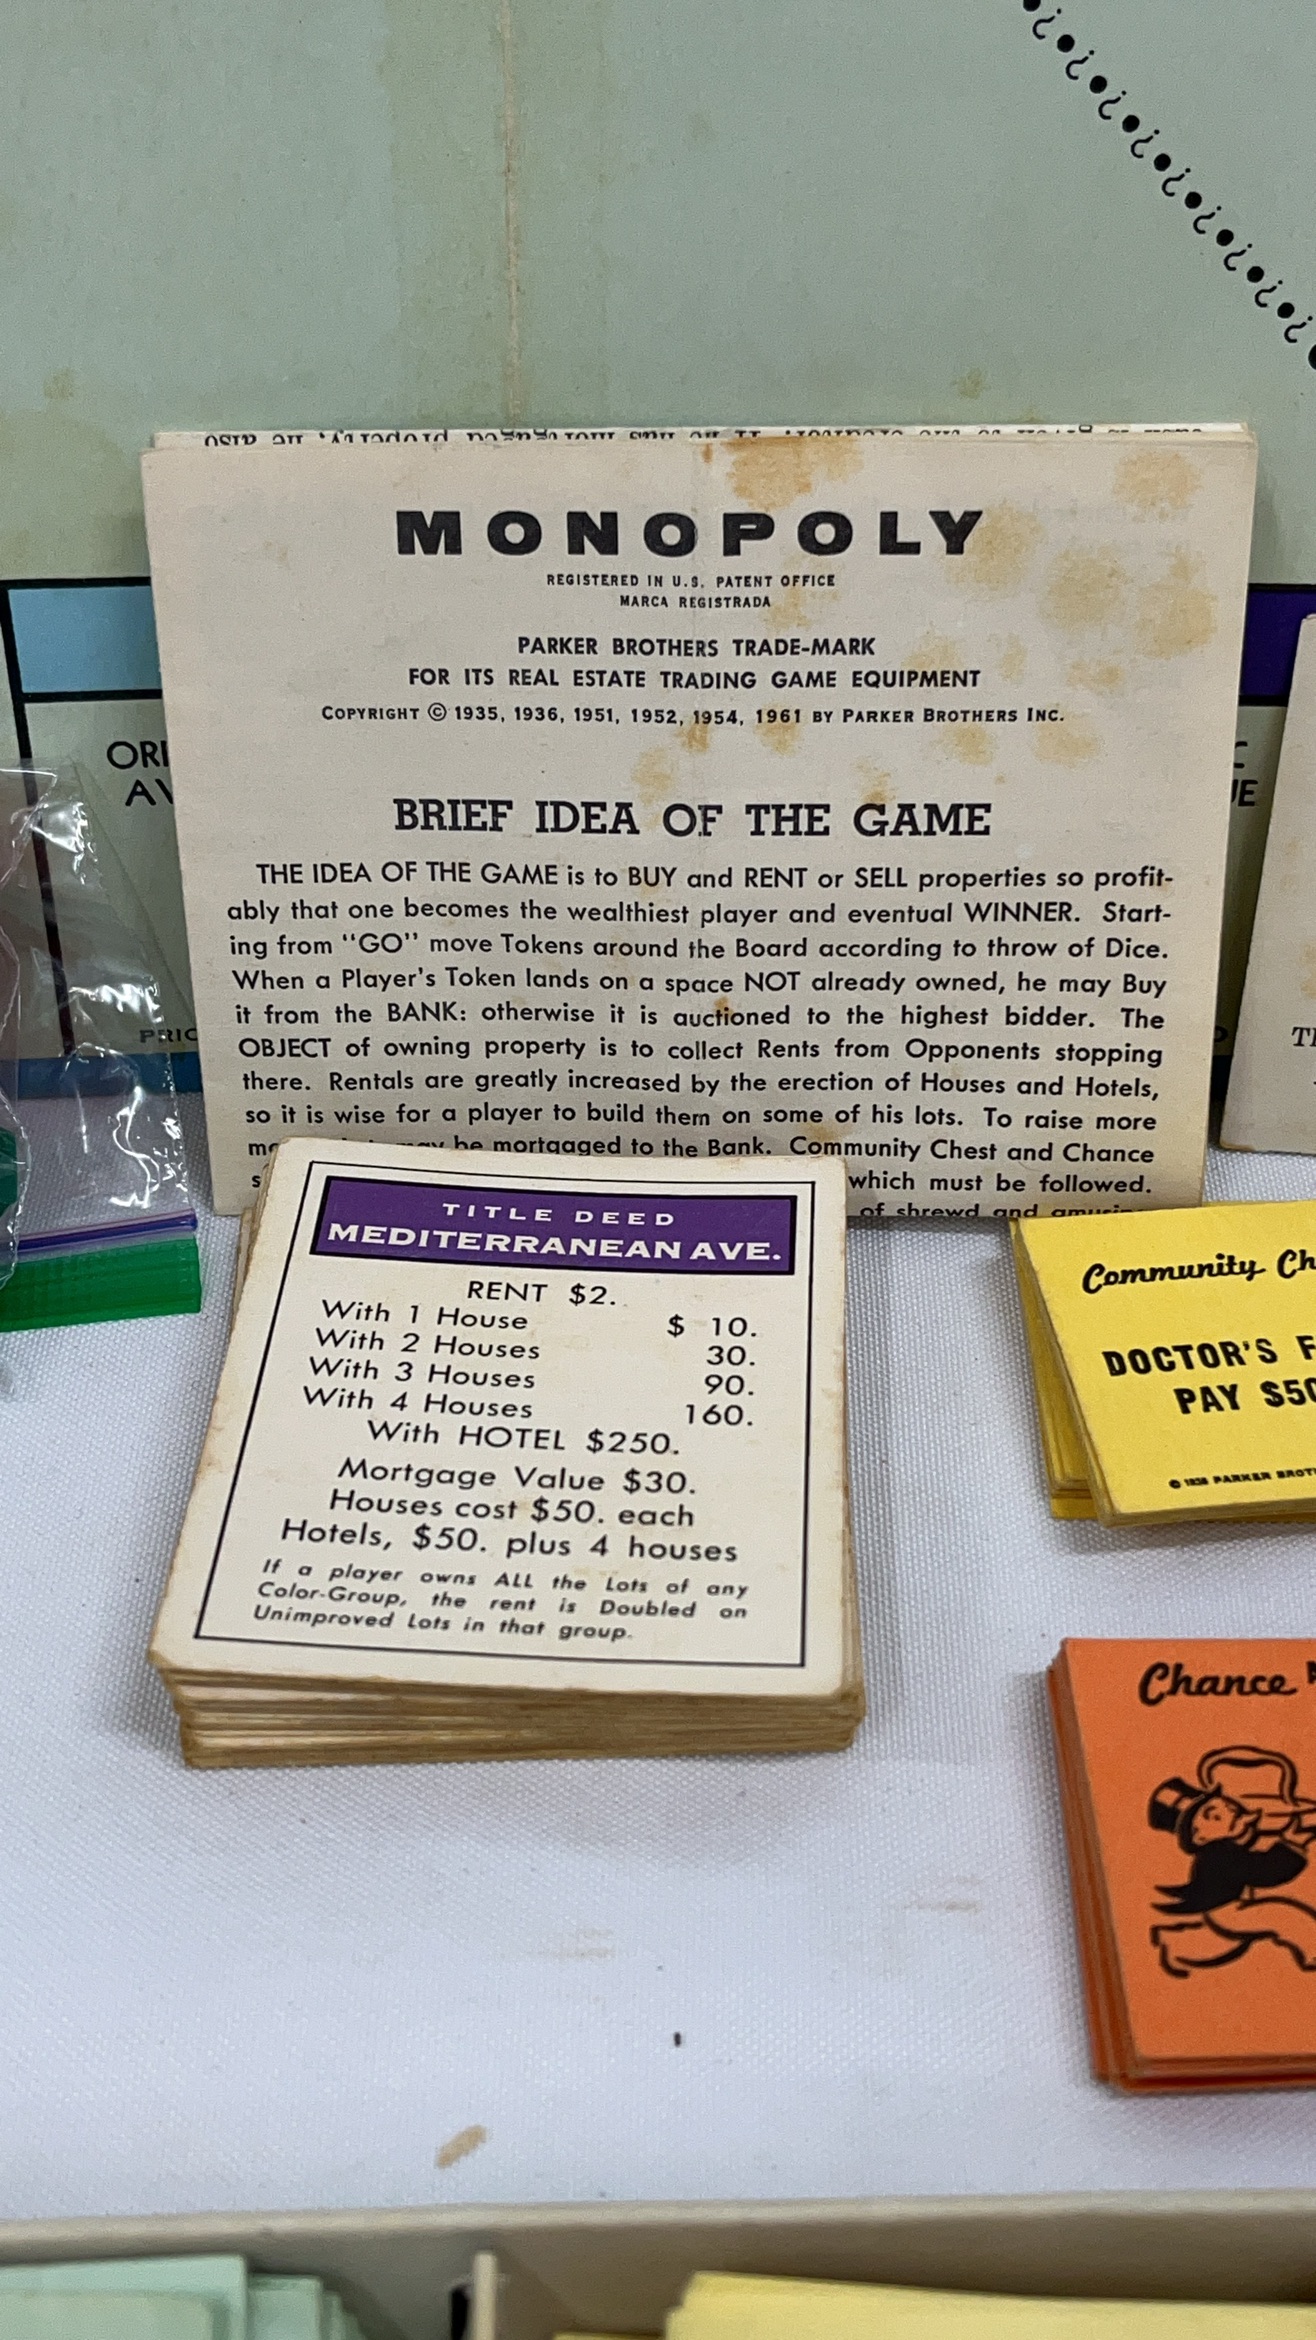 MONOPOLY
REGISTERED IN U.S. PATENT OFFICE
MARCA REGISTRADA
PARKER BROTHERS TRADE-MARK
FOR ITS REAL ESTATE TRADING GAME EQUIPMENT
COPYRIGHT © 1935, 1936, 1951, 1952, 1954, 1961 BY PARKER BROTHERS INC.
BRIEF IDEA OF THE GAME
THE IDEA OF THE GAME is to BUY and RENT or SELL properties so profit-
ably that one becomes the wealthiest player and eventual WINNER. Start-
ing from "GO" move Tokens around the Board according to throw of Dice.
When a Player's Token lands on a space NOT already owned, he may Buy
it from the BANK: otherwise it is auctioned to the highest bidder. The
OBJECT of owning property is to collect Rents from Opponents stopping
there. Rentals are greatly increased by the erection of Houses and Hotels,
so it is wise for a player to build them on some of his lots. To raise more
may be mortgaged to the Bank. Community Chest and Chance
which must be followed.
of shrewd and
ORI
AV
PRIC
TITLE DEED
MEDITERRANEAN AVE.
RENT $2.
With 1 House $ 10.
With 2 Houses 30.
With 3 Houses 90.
With 4 Houses 160.
With HOTEL $250.
Mortgage Value $30.
Houses cost $50. each
Hotels, $50. plus 4 houses
If a player owns ALL the Lots of any
Color-Group, the rent is Doubled on
Unimproved Lots in that group.
Community Ch
DOCTOR'S F
PAY $50
PARKER BROT
Chance